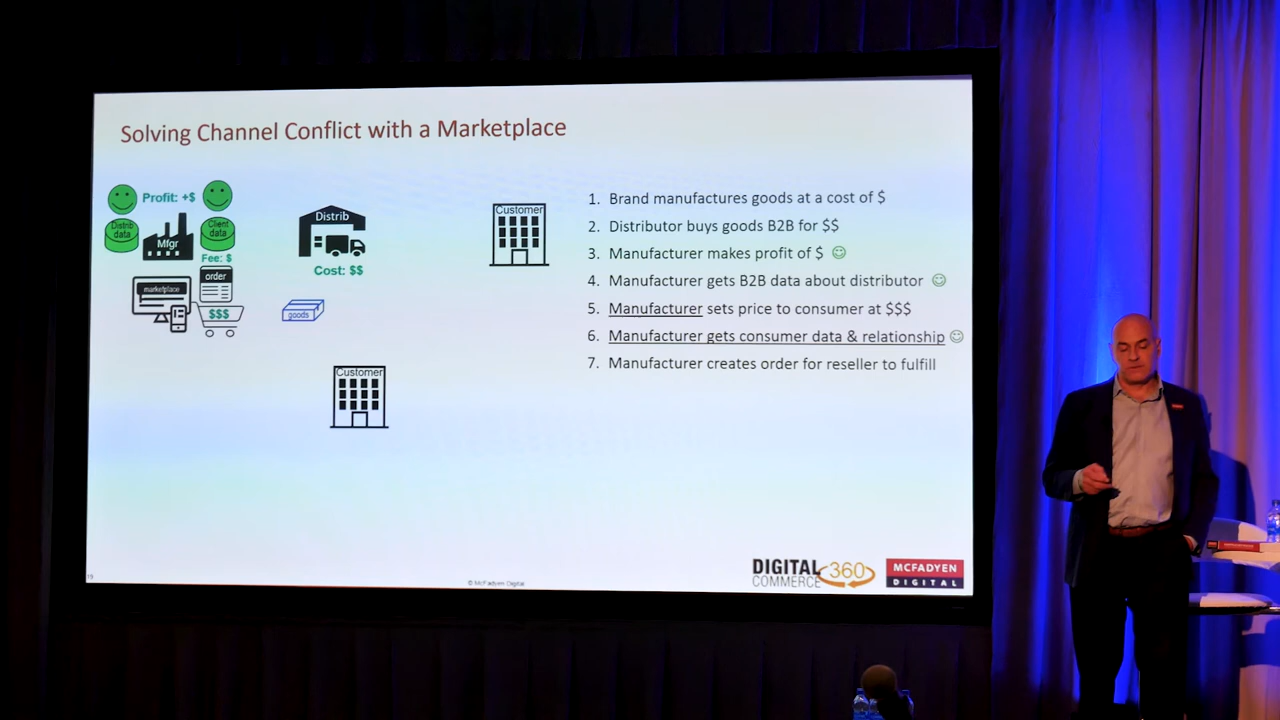 Solving Channel Conflict with a Marketplace
Profit: +$
Distrib
data
Mfgr
Client
data
Fee: $
marketplace
order
$$$
Distrib
Cost: $$
goods
Customer
Customer
1. Brand manufactures goods at a cost of $
2. Distributor buys goods B2B for $$
3. Manufacturer makes profit of $
4. Manufacturer gets B2B data about distributor
5. Manufacturer sets price to consumer at $$$
6. Manufacturer gets consumer data & relationship
7. Manufacturer creates order for reseller to fulfill
© McFadyen Digital
DIGITAL
COMMERCE 360
MCFADYEN
DIGITAL